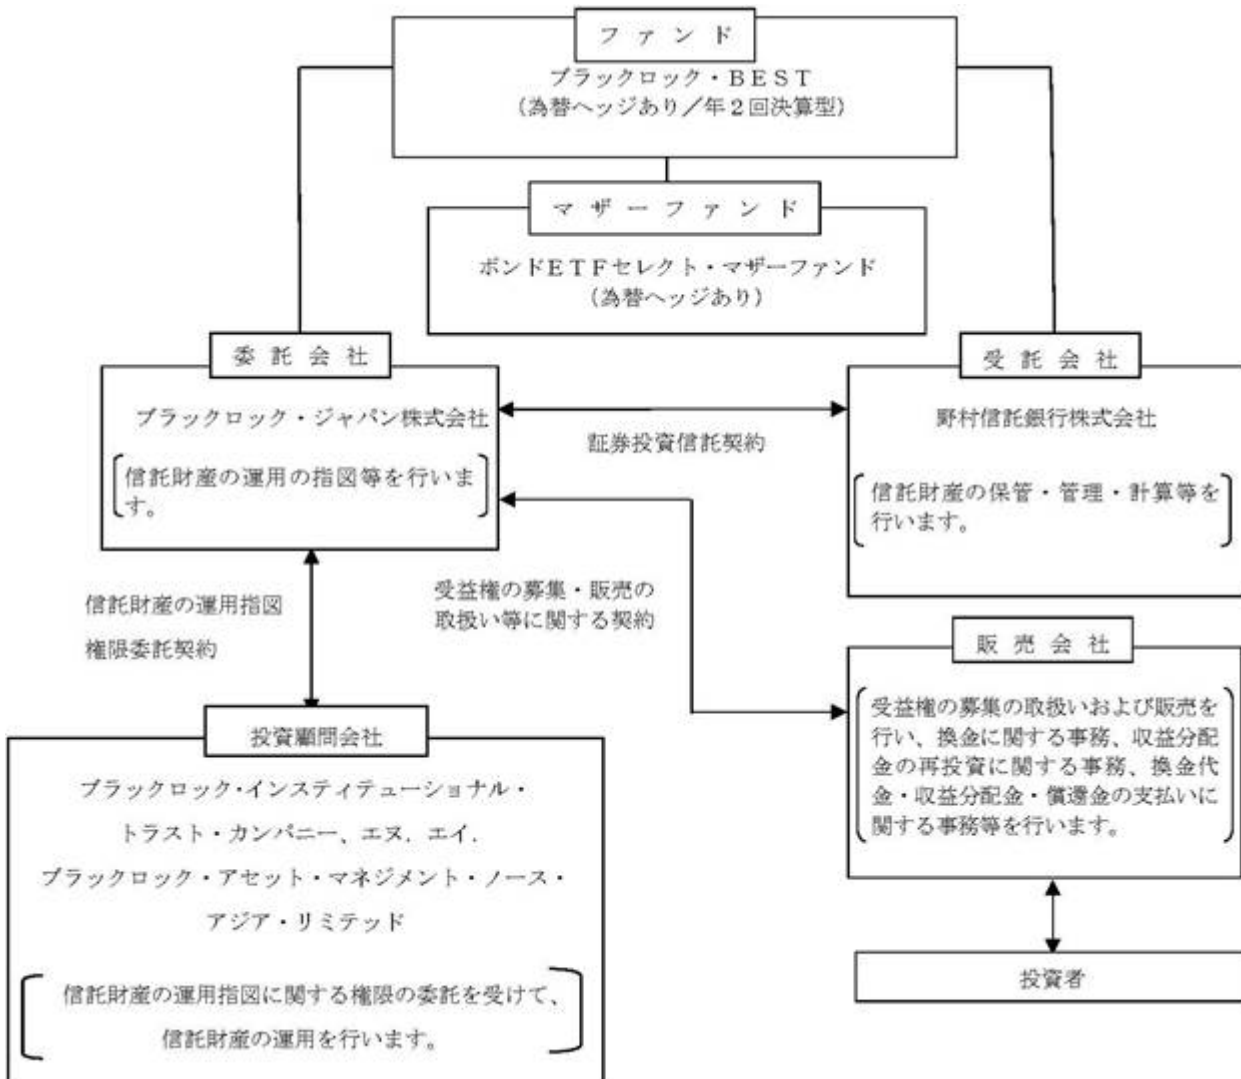 ファンド
ブラックロック・BEST
(為替ヘッジあり／年2回決算型)
マザーファンド
ボンドETFセレクト・マザーファンド
(為替ヘッジあり)
委託会社
ブラックロック・ジャパン株式会社
信託財産の運用の指図等を行いま
す。
証券投資信託契約
受託会社
野村信託銀行株式会社
信託財産の保管・管理・計算等を
行います。
信託財産の運用指図
権限委託契約
受益権の募集・販売の
取扱い等に関する契約
販売会社
受益権の募集の取扱いおよび販売を
行い、換金に関する事務、収益分配
金の再投資に関する事務、換金代
金・収益分配金・償還金の支払いに
関する事務等を行います。
投資者
投資顧問会社
ブラックロック・インスティテューショナル・
トラスト・カンパニー、エヌ．エイ．
ブラックロック・アセット・マネジメント・ノース・
アジア・リミテッド
信託財産の運用指図に関する権限の委託を受けて、
信託財産の運用を行います。